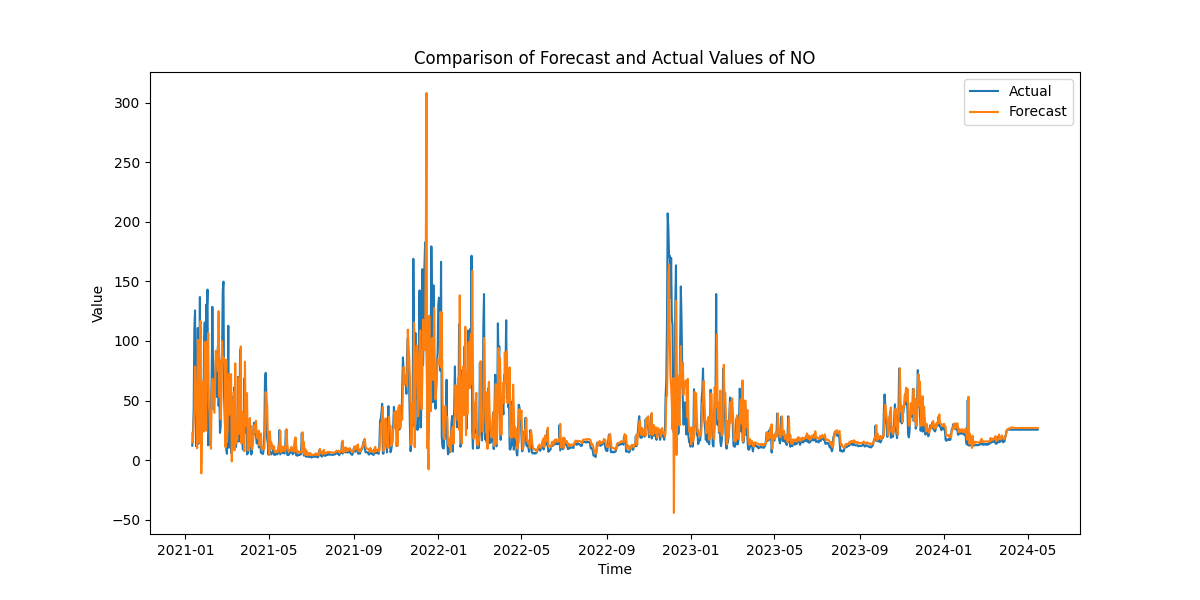 Comparison of Forecast and Actual Values of NO
Actual
Forecast
Value
300
250
200
150
100
50
0
−50
2021-01 2021-05 2021-09 2022-01 2022-05 2022-09 2023-01 2023-05 2023-09 2024-01 2024-05
Time